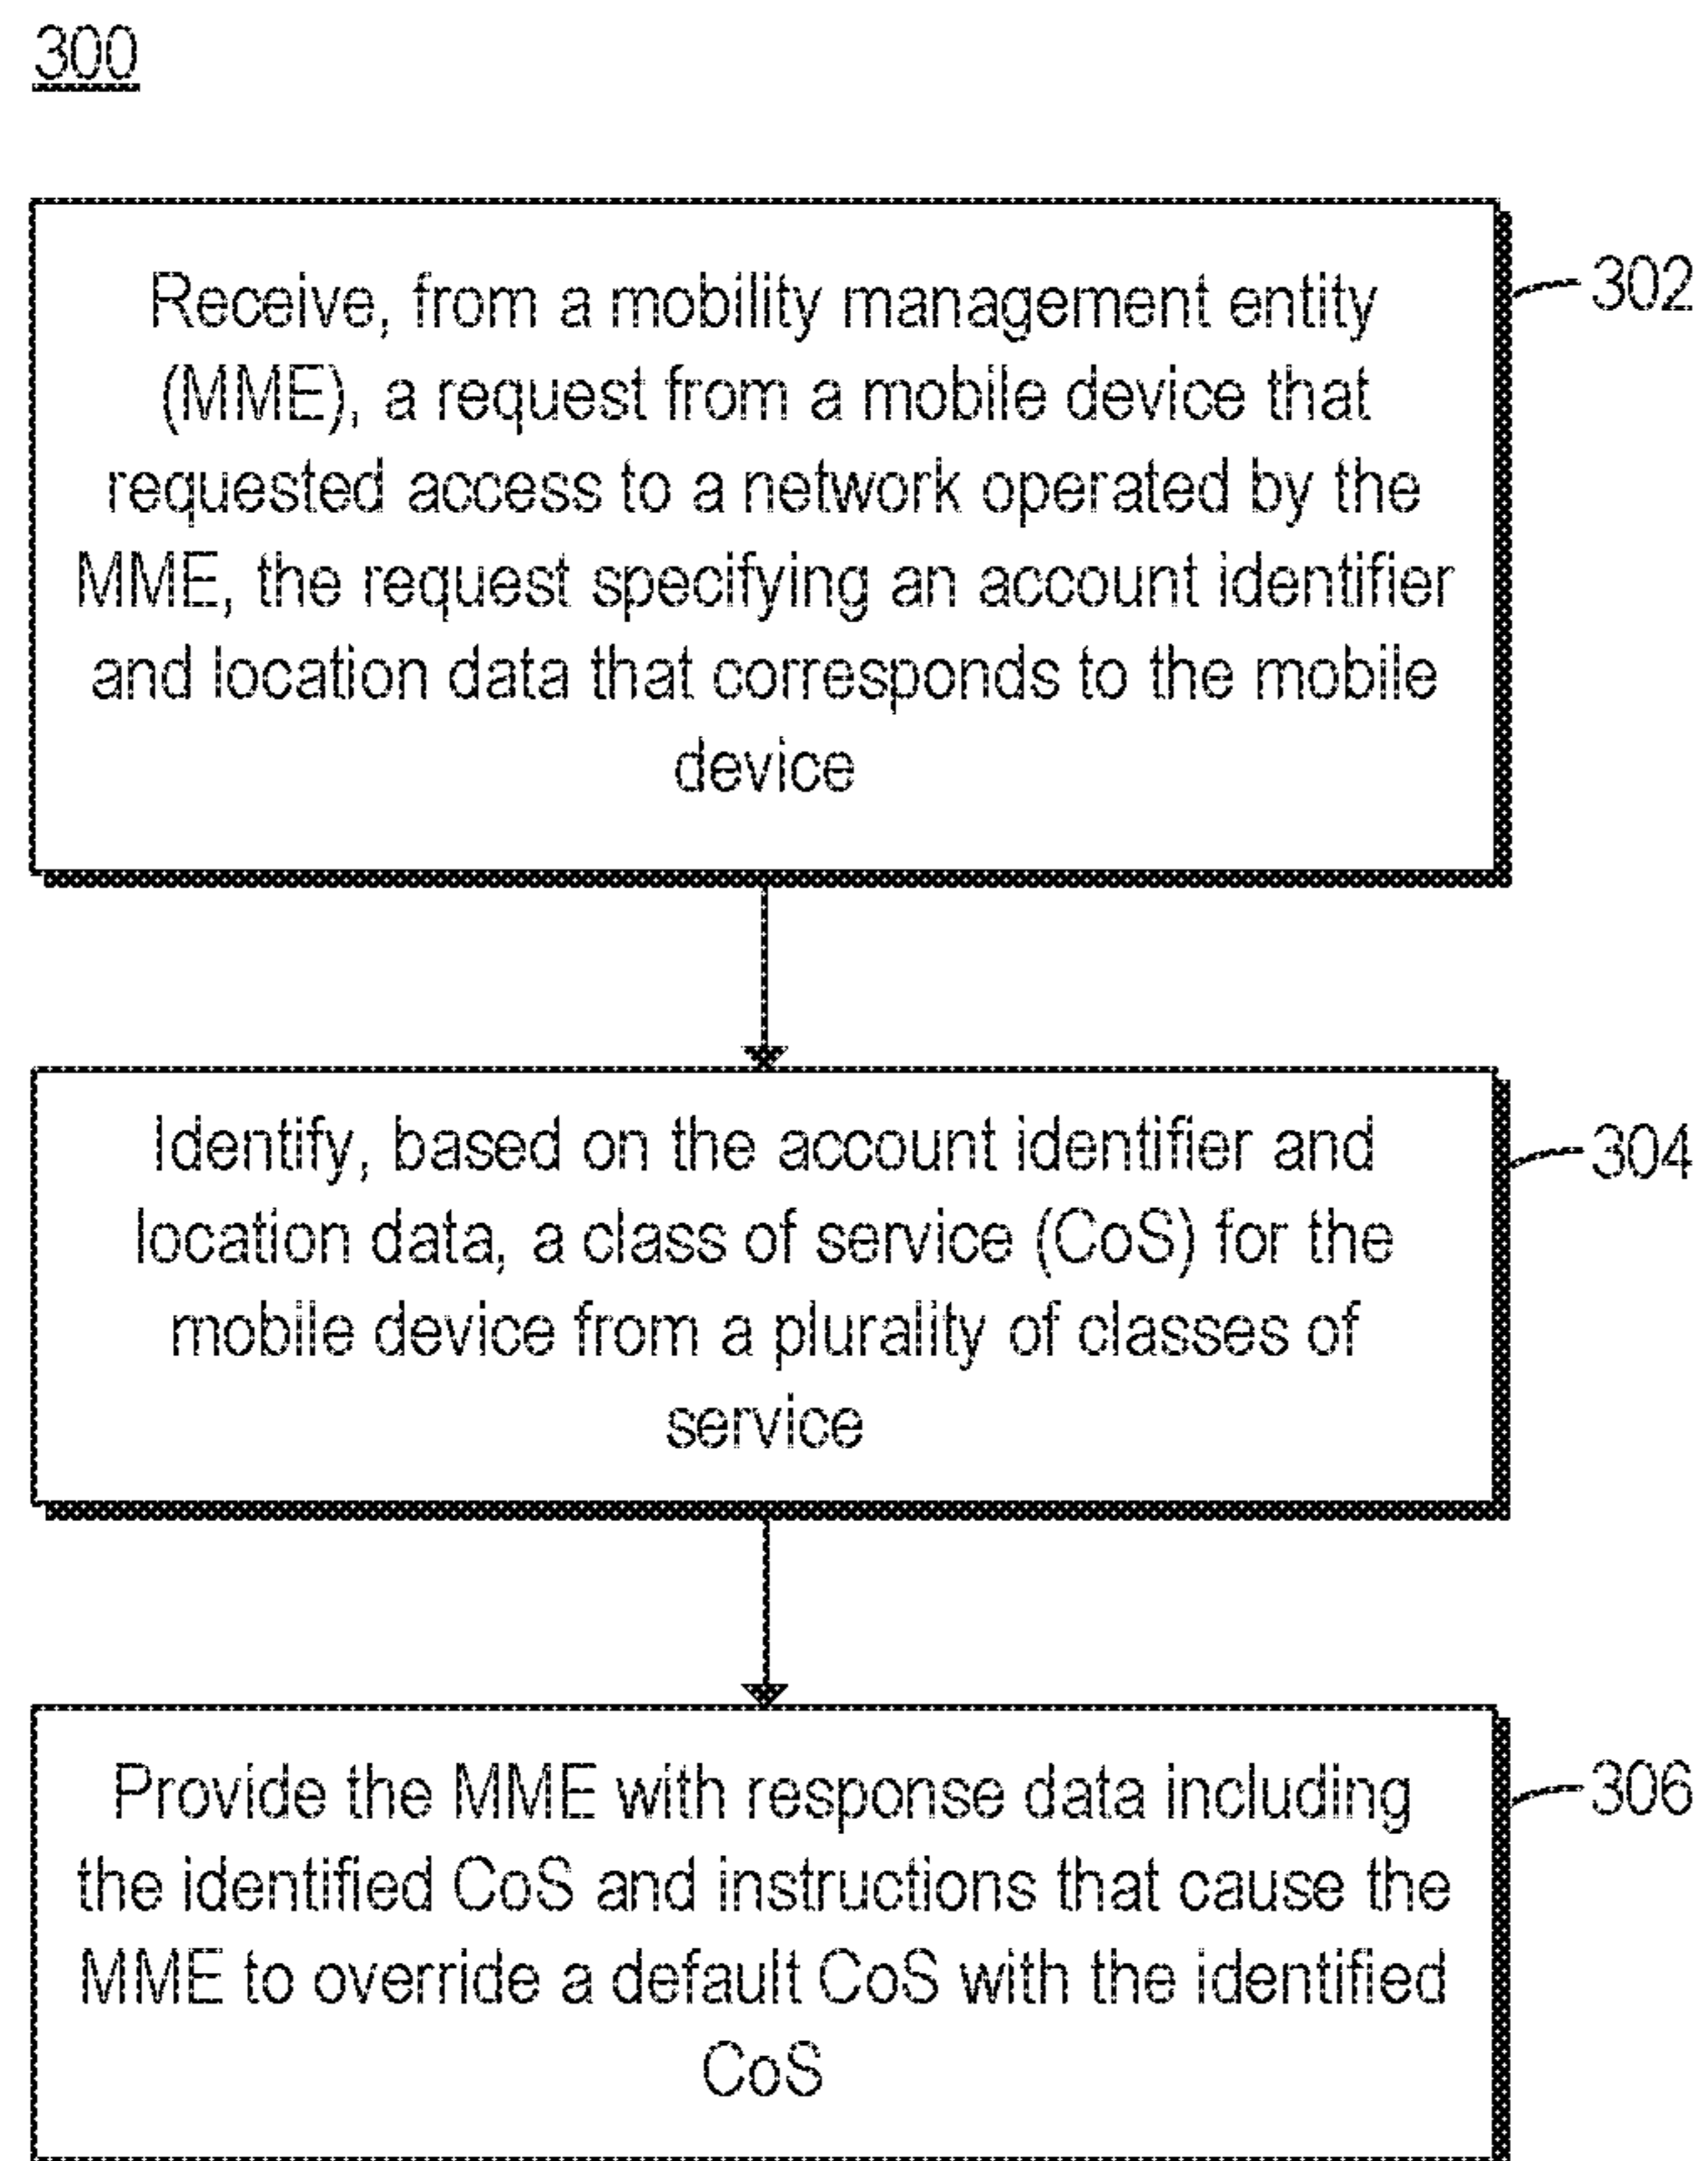 300
Receive, from a mobility management entity
(MME), a request from a mobile device that
requested access to a network operated by the
MME, the request specifying an account identifier
and location data that corresponds to the mobile
device
302
Identify, based on the account identifier and
location data, a class of service (CoS) for the
mobile device from a plurality of classes of
service
304
Provide the MME with response data including
the identified CoS and instructions that cause the
MME to override a default CoS with the identified
CoS
306